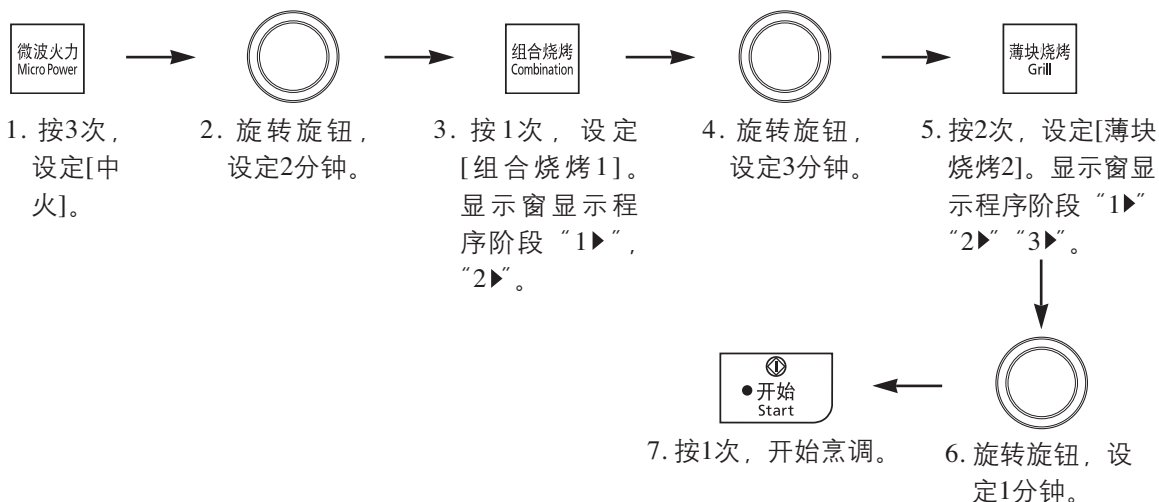 微波火力
Micro Power
组合烧烤
Combination
薄块烧烤
Grill
1. 按3次，
设定[中
火]。
2. 旋转旋钮，
设定2分钟。
3. 按1次，设定
[组合烧烤1]。
显示窗显示程
序阶段 ″1▶″，
″2▶″。
4. 旋转旋钮，
设定3分钟。
5. 按2次，设定[薄块
烧烤2]。显示窗显
示程序阶段 ″1▶″
″2▶″ ″3▶″。
6. 旋转旋钮，设
定1分钟。
开始
Start
7. 按1次，开始烹调。